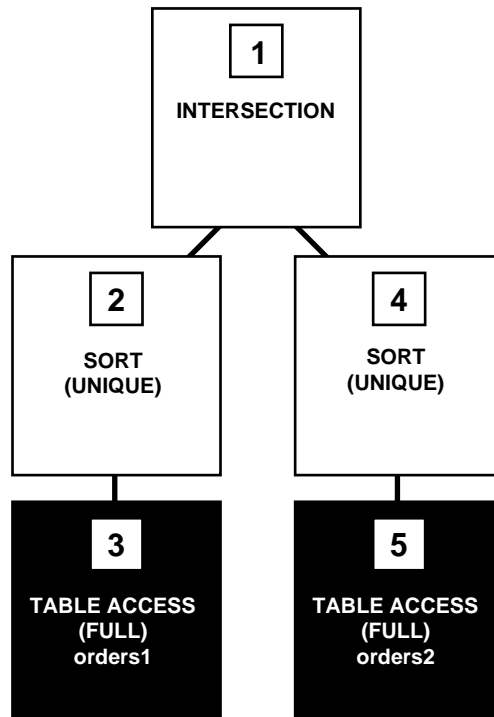 1
INTERSECTION
2
SORT
(UNIQUE)
4
SORT
(UNIQUE)
3
TABLE ACCESS
(FULL)
orders1
5
TABLE ACCESS
(FULL)
orders2